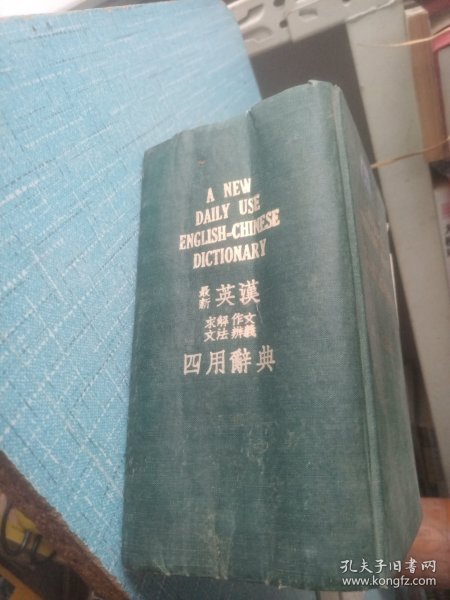 A NEW
DAILY USE
ENGLISH-CHINESE
DICTIONARY
最新 英漢
求解 作文
文法 辨義
四用辭典
孔夫子旧书网
www.kongfz.com